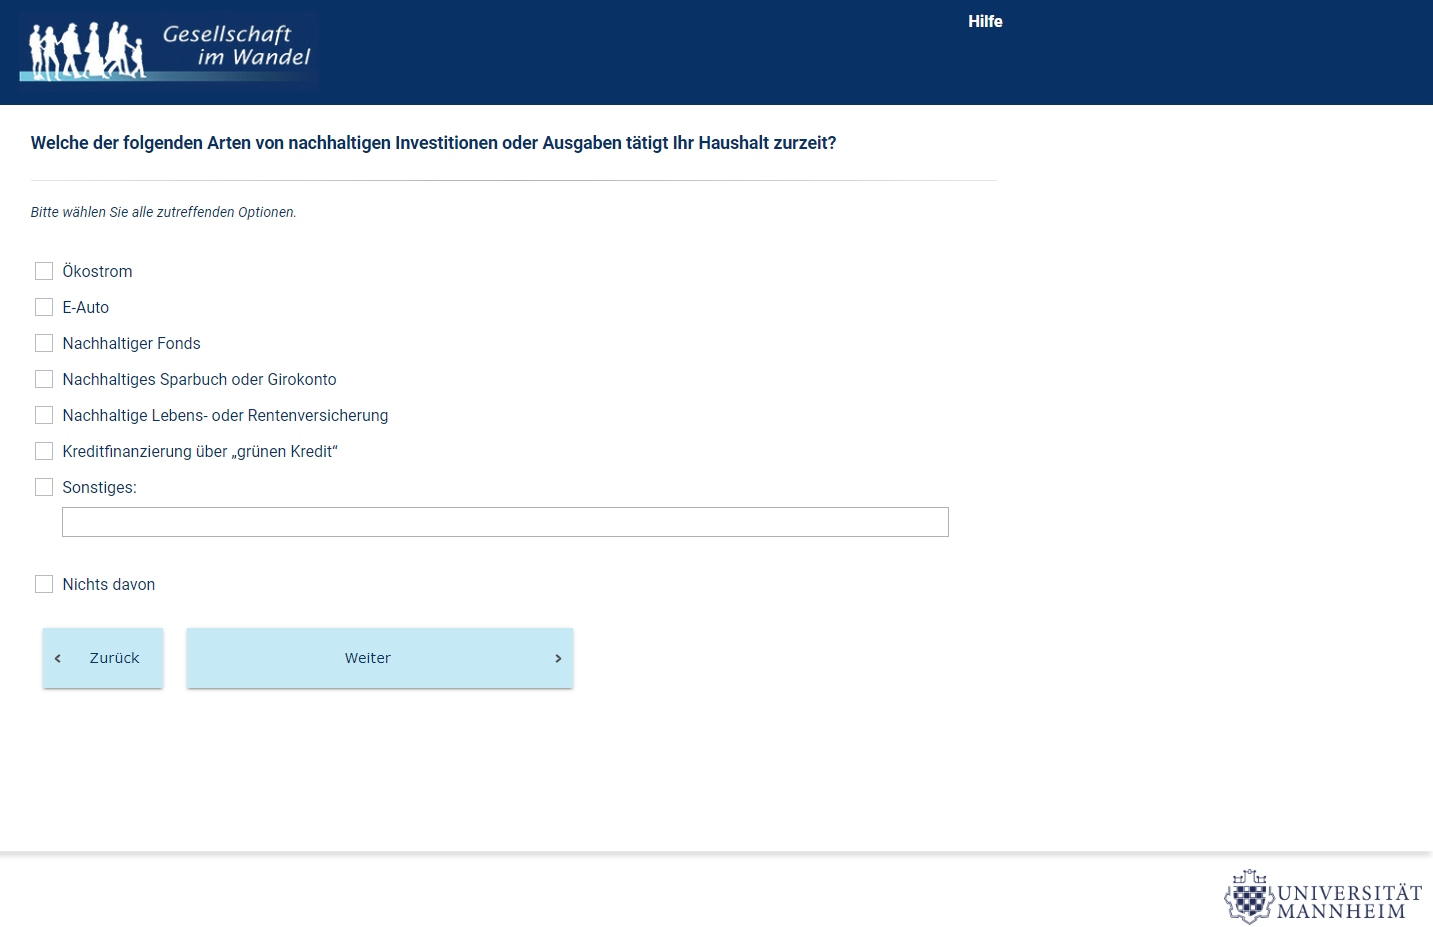 Gesellschaft
im Wandel
Hilfe
Welche der folgenden Arten von nachhaltigen Investitionen oder Ausgaben tätigt Ihr Haushalt zurzeit?
Bitte wählen Sie alle zutreffenden Optionen.
Ökostrom
E-Auto
Nachhaltiger Fonds
Nachhaltiges Sparbuch oder Girokonto
Nachhaltige Lebens- oder Rentenversicherung
Kreditfinanzierung über „grünen Kredit“
Sonstiges:
Nichts davon
‹ Zurück
Weiter ›
UNIVERSITÄT
MANNHEIM